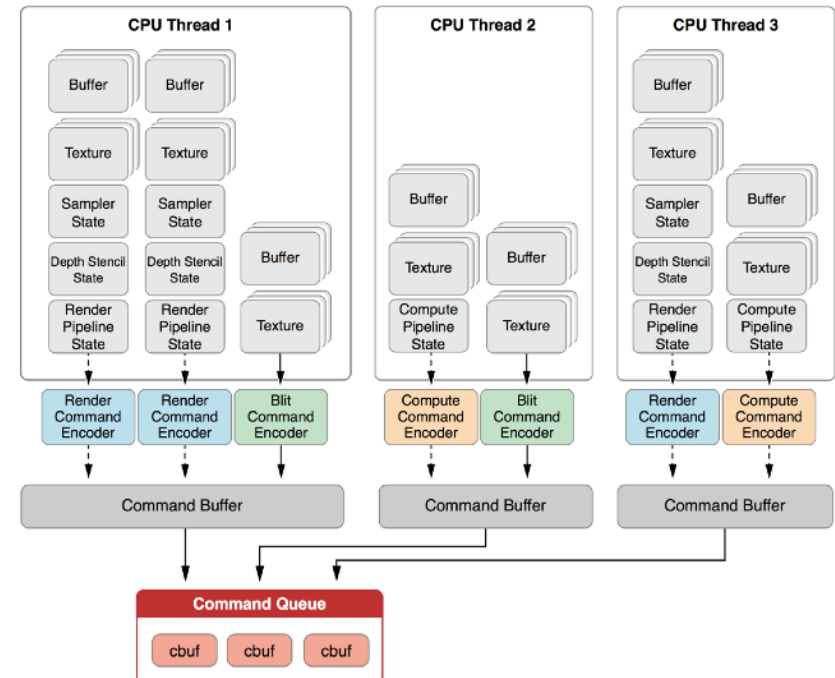 CPU Thread 1
Buffer
Buffer
Texture
Texture
Sampler
State
Sampler
State
Depth Stencil
State
Depth Stencil
State
Buffer
Render
Pipeline
State
Render
Pipeline
State
Texture
CPU Thread 2
Buffer
Texture
Buffer
Compute
Pipeline
State
Texture
CPU Thread 3
Buffer
Texture
Sampler
State
Buffer
Depth Stencil
State
Texture
Render
Pipeline
State
Compute
Pipeline
State
Render
Command
Encoder
Render
Command
Encoder
Blit
Command
Encoder
Compute
Command
Encoder
Blit
Command
Encoder
Render
Command
Encoder
Compute
Command
Encoder
Command Buffer
Command Buffer
Command Buffer
Command Queue
cbuf
cbuf
cbuf